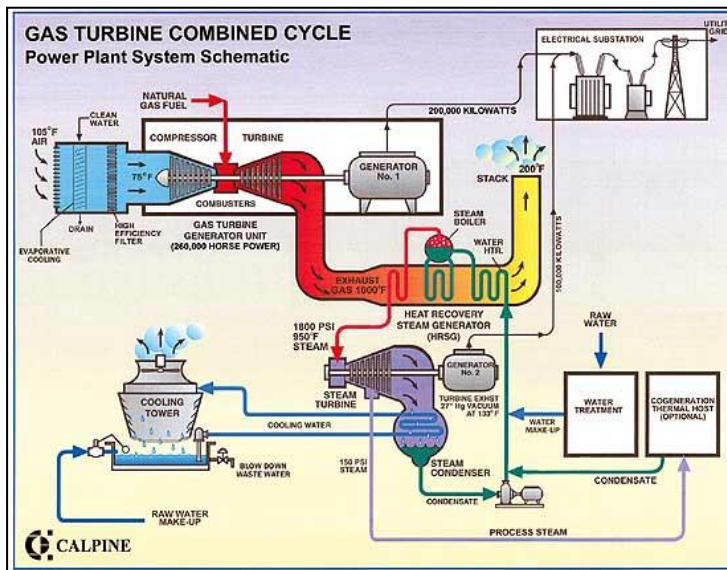 GAS TURBINE COMBINED CYCLE
Power Plant System Schematic
UTILITY
GRID
ELECTRICAL SUBSTATION
NATURAL
GAS FUEL
200,000 KILOWATTS
CLEAN
WATER
105°F
AIR
COMPRESSOR
TURBINE
75°F
GENERATOR
No. 1
COMBUSTERS
STACK
200°F
DRAIN
HIGH
EFFICIENCY
FILTER
EVAPORATIVE
COOLING
GAS TURBINE
GENERATOR UNIT
(260,000 HORSE POWER)
STEAM
BOILER
WATER
HTR.
100,000 KILOWATTS
EXHAUST
GAS 1000°F
HEAT RECOVERY
STEAM GENERATOR
(HRSG)
1800 PSI
950°F
STEAM
RAW
WATER
GENERATOR
No. 2
STEAM
TURBINE
TURBINE EXHST
27" Hg VACUUM
AT 133°F
COOLING
TOWER
WATER
TREATMENT
COGENERATION
THERMAL HOST
(OPTIONAL)
WATER
MAKE-UP
COOLING WATER
150 PSI
STEAM
STEAM
CONDENSER
BLOW DOWN
WASTE WATER
CONDENSATE
CONDENSATE
RAW WATER
MAKE-UP
PROCESS STEAM
CALPINE